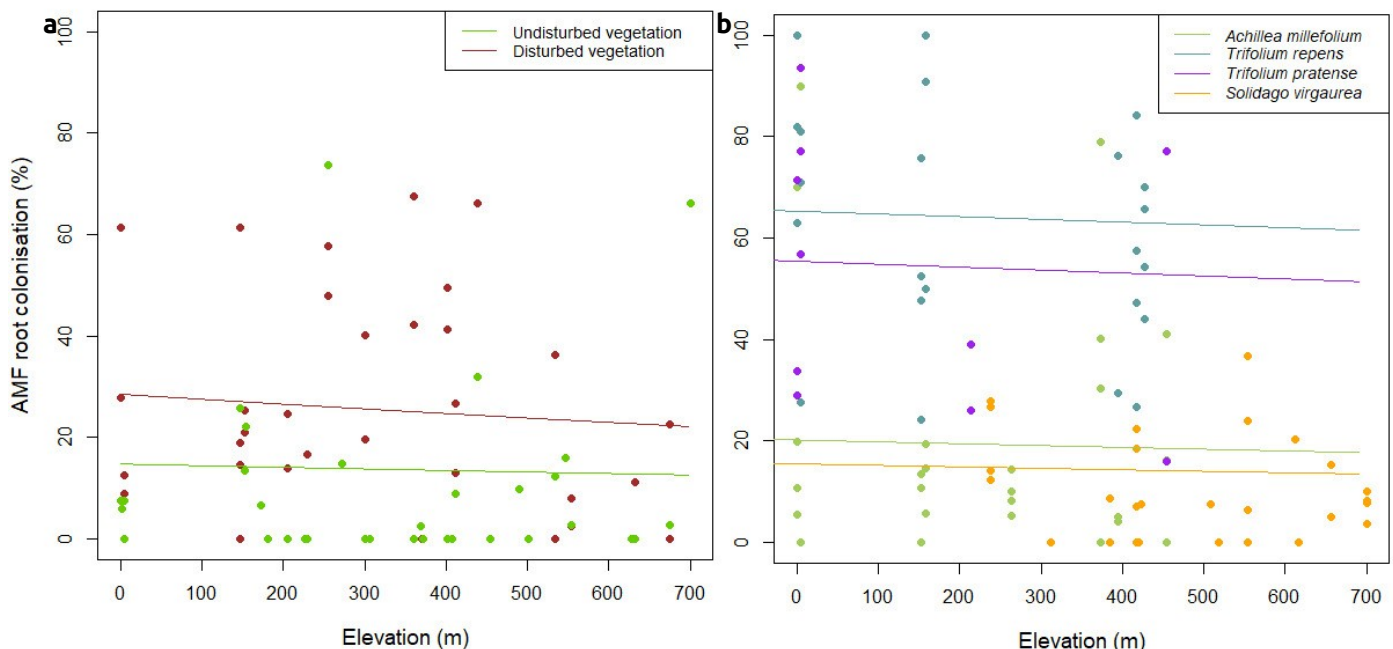 a
Undisturbed vegetation
Disturbed vegetation
AMF root colonisation (%)
100
80
60
40
20
0
0 100 200 300 400 500 600 700
Elevation (m)
b
Achillea millefolium
Trifolium repens
Trifolium pratense
Solidago virgaurea
100
80
60
40
20
0
0 100 200 300 400 500 600 700
Elevation (m)